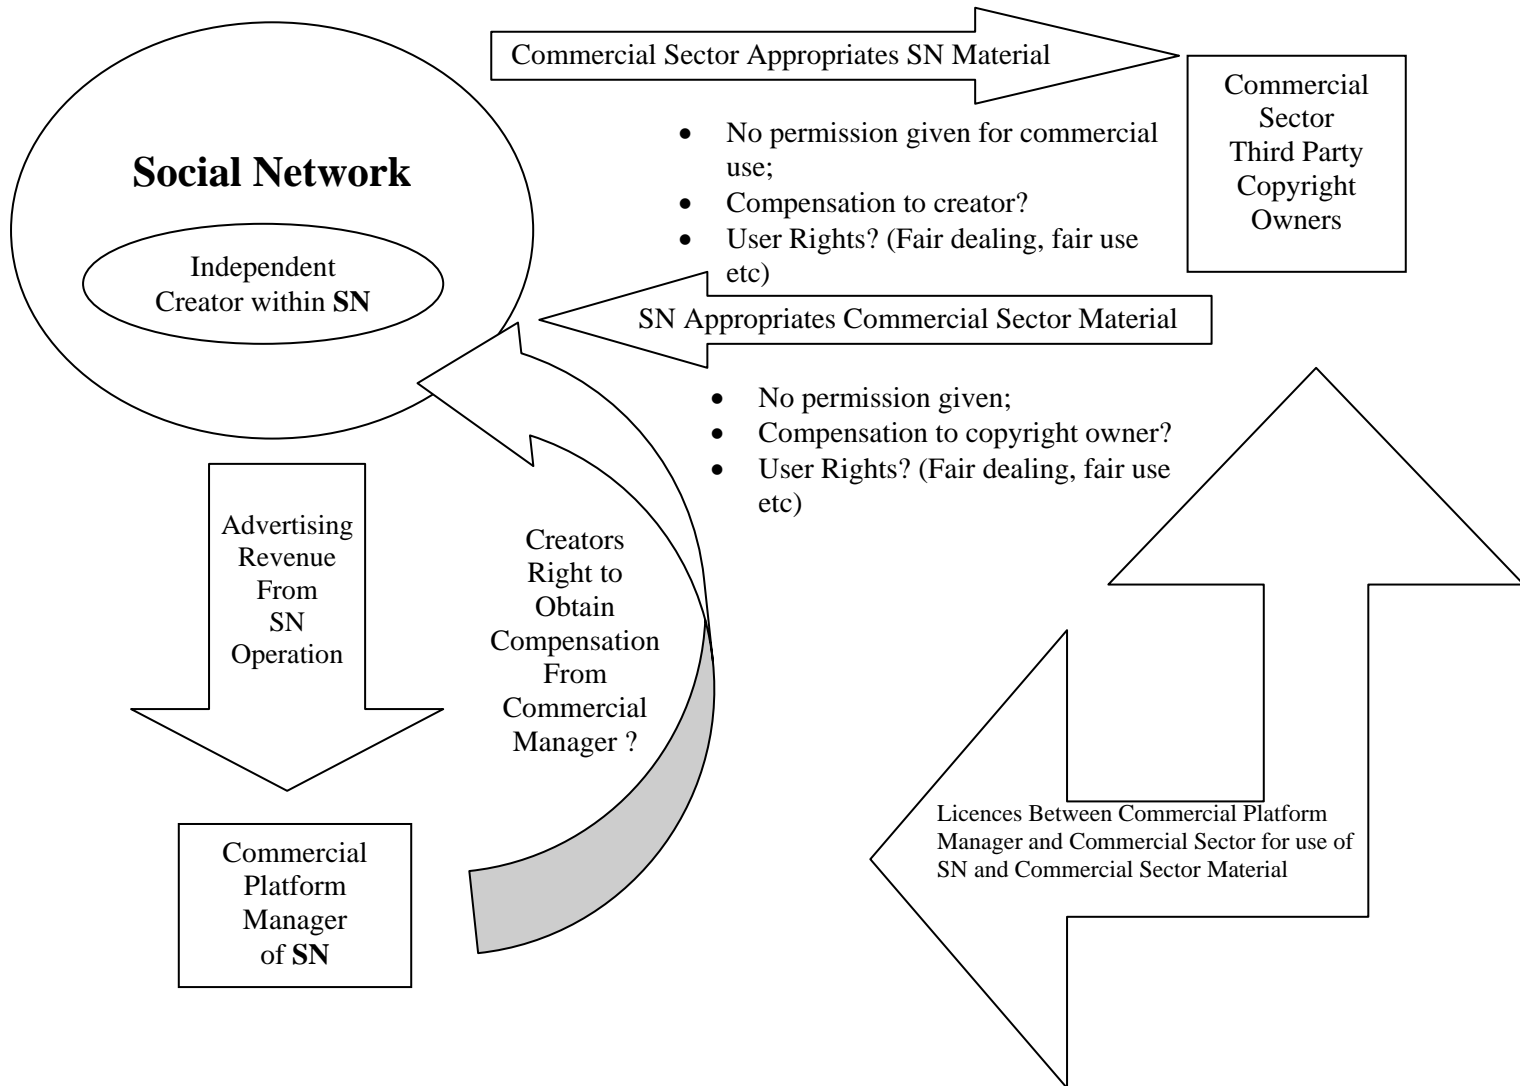 Commercial Sector Appropriates SN Material
Commercial
Sector
Third Party
Copyright
Owners
• No permission given for commercial
use;
• Compensation to creator?
• User Rights? (Fair dealing, fair use
etc)
Social Network
Independent
Creator within SN
SN Appropriates Commercial Sector Material
• No permission given;
• Compensation to copyright owner?
• User Rights? (Fair dealing, fair use
etc)
Advertising
Revenue
From
SN
Operation
Creators
Right to
Obtain
Compensation
From
Commercial
Manager ?
Licences Between Commercial Platform
Manager and Commercial Sector for use of
SN and Commercial Sector Material
Commercial
Platform
Manager
of SN